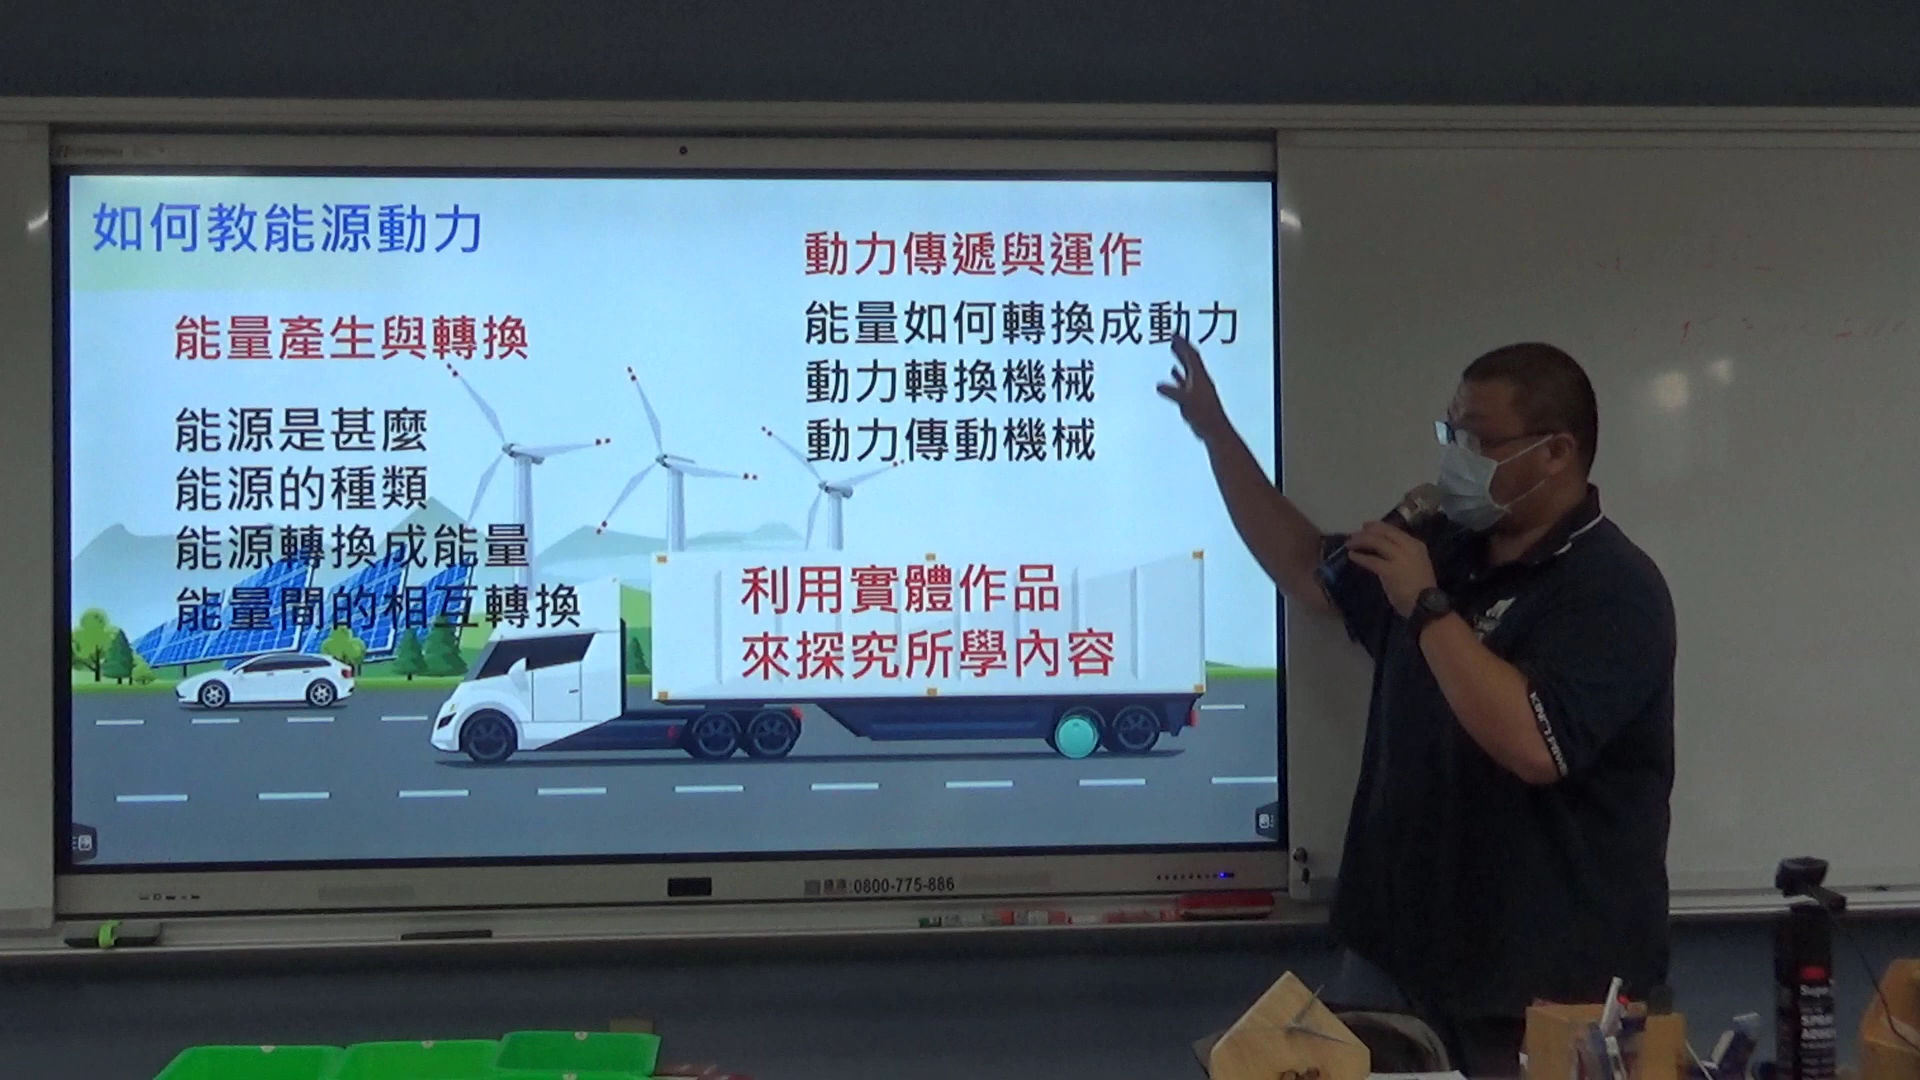 如何教能源動力
能量產生與轉換
能源是甚麼
能源的種類
能源轉換成能量
能量間的相互轉換
動力傳遞與運作
能量如何轉換成動力
動力轉換機械
動力傳動機械
利用實體作品
來探究所學內容
:0800-775-886